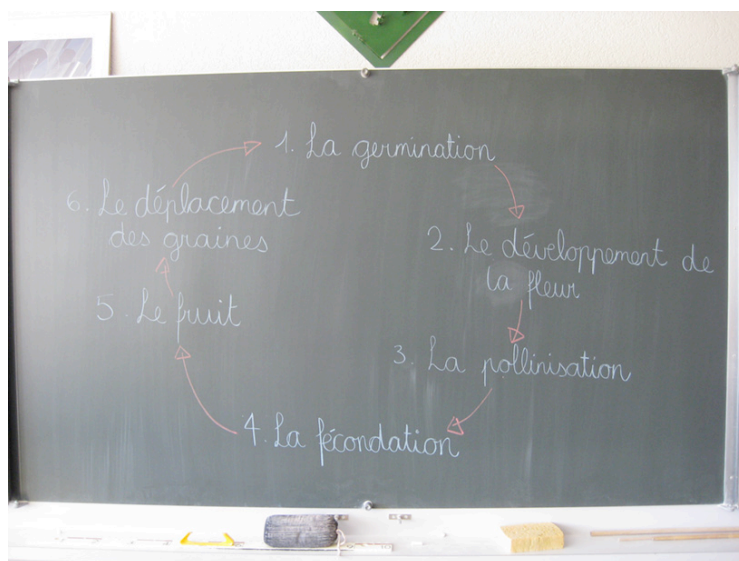 1. La germination
2. Le développement de
la fleur
3. La pollinisation
4. La fécondation
5. Le fruit
6. Le déplacement
des graines